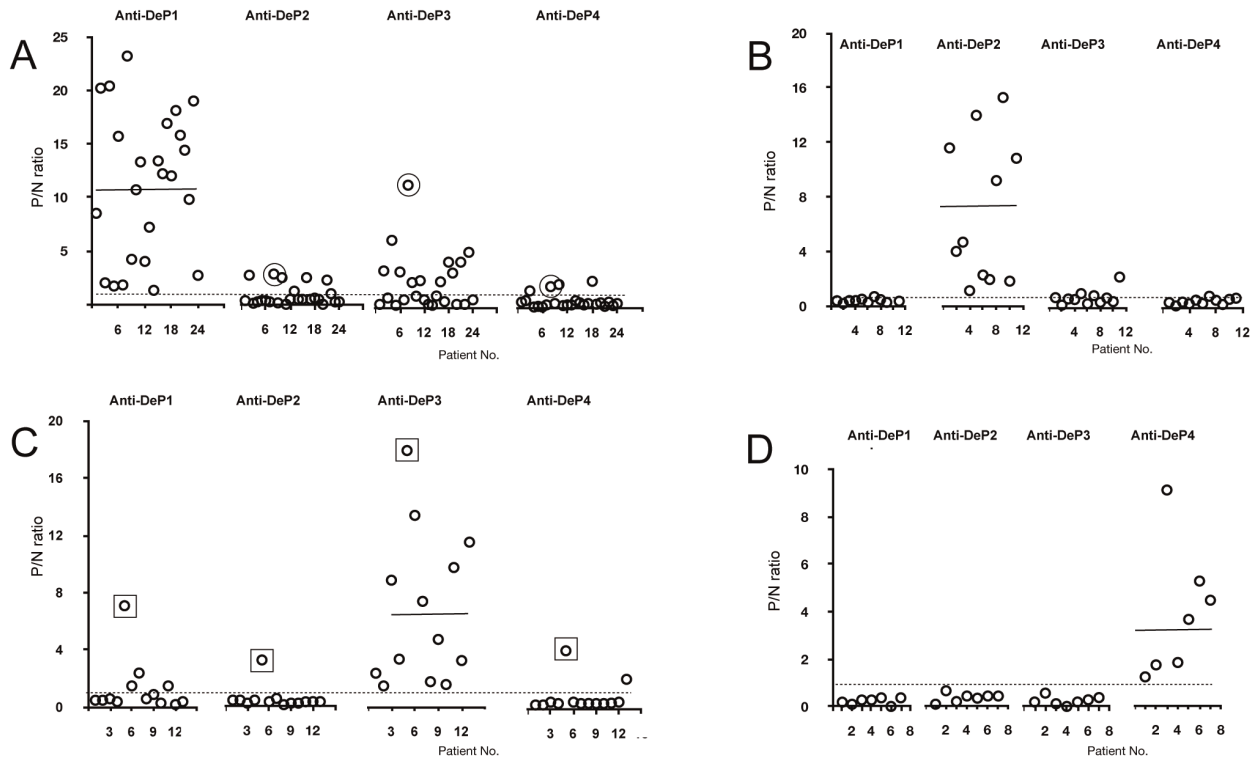 Anti-DeP1 Anti-DeP2 Anti-DeP3 Anti-DeP4
A
25
20
15
10
5
P/N ratio
6 12 18 24 6 12 18 24 6 12 18 24 6 12 18 24
Patient No.
B
Anti-DeP1 Anti-DeP2 Anti-DeP3 Anti-DeP4
20
16
12
8
4
0
P/N ratio
4 8 12 4 8 12 4 8 12 4 8 12
Patient No.
Anti-DeP1 Anti-DeP2 Anti-DeP3 Anti-DeP4
C
20
16
12
8
4
0
P/N ratio
3 6 9 12 3 6 9 12 3 6 9 12 3 6 9 12
Patient No.
D
Anti-DeP1 Anti-DeP2 Anti-DeP3 Anti-DeP4
10
8
6
4
2
0
P/N ratio
2 4 6 8 2 4 6 8 2 4 6 8 2 4 6 8
Patient No.